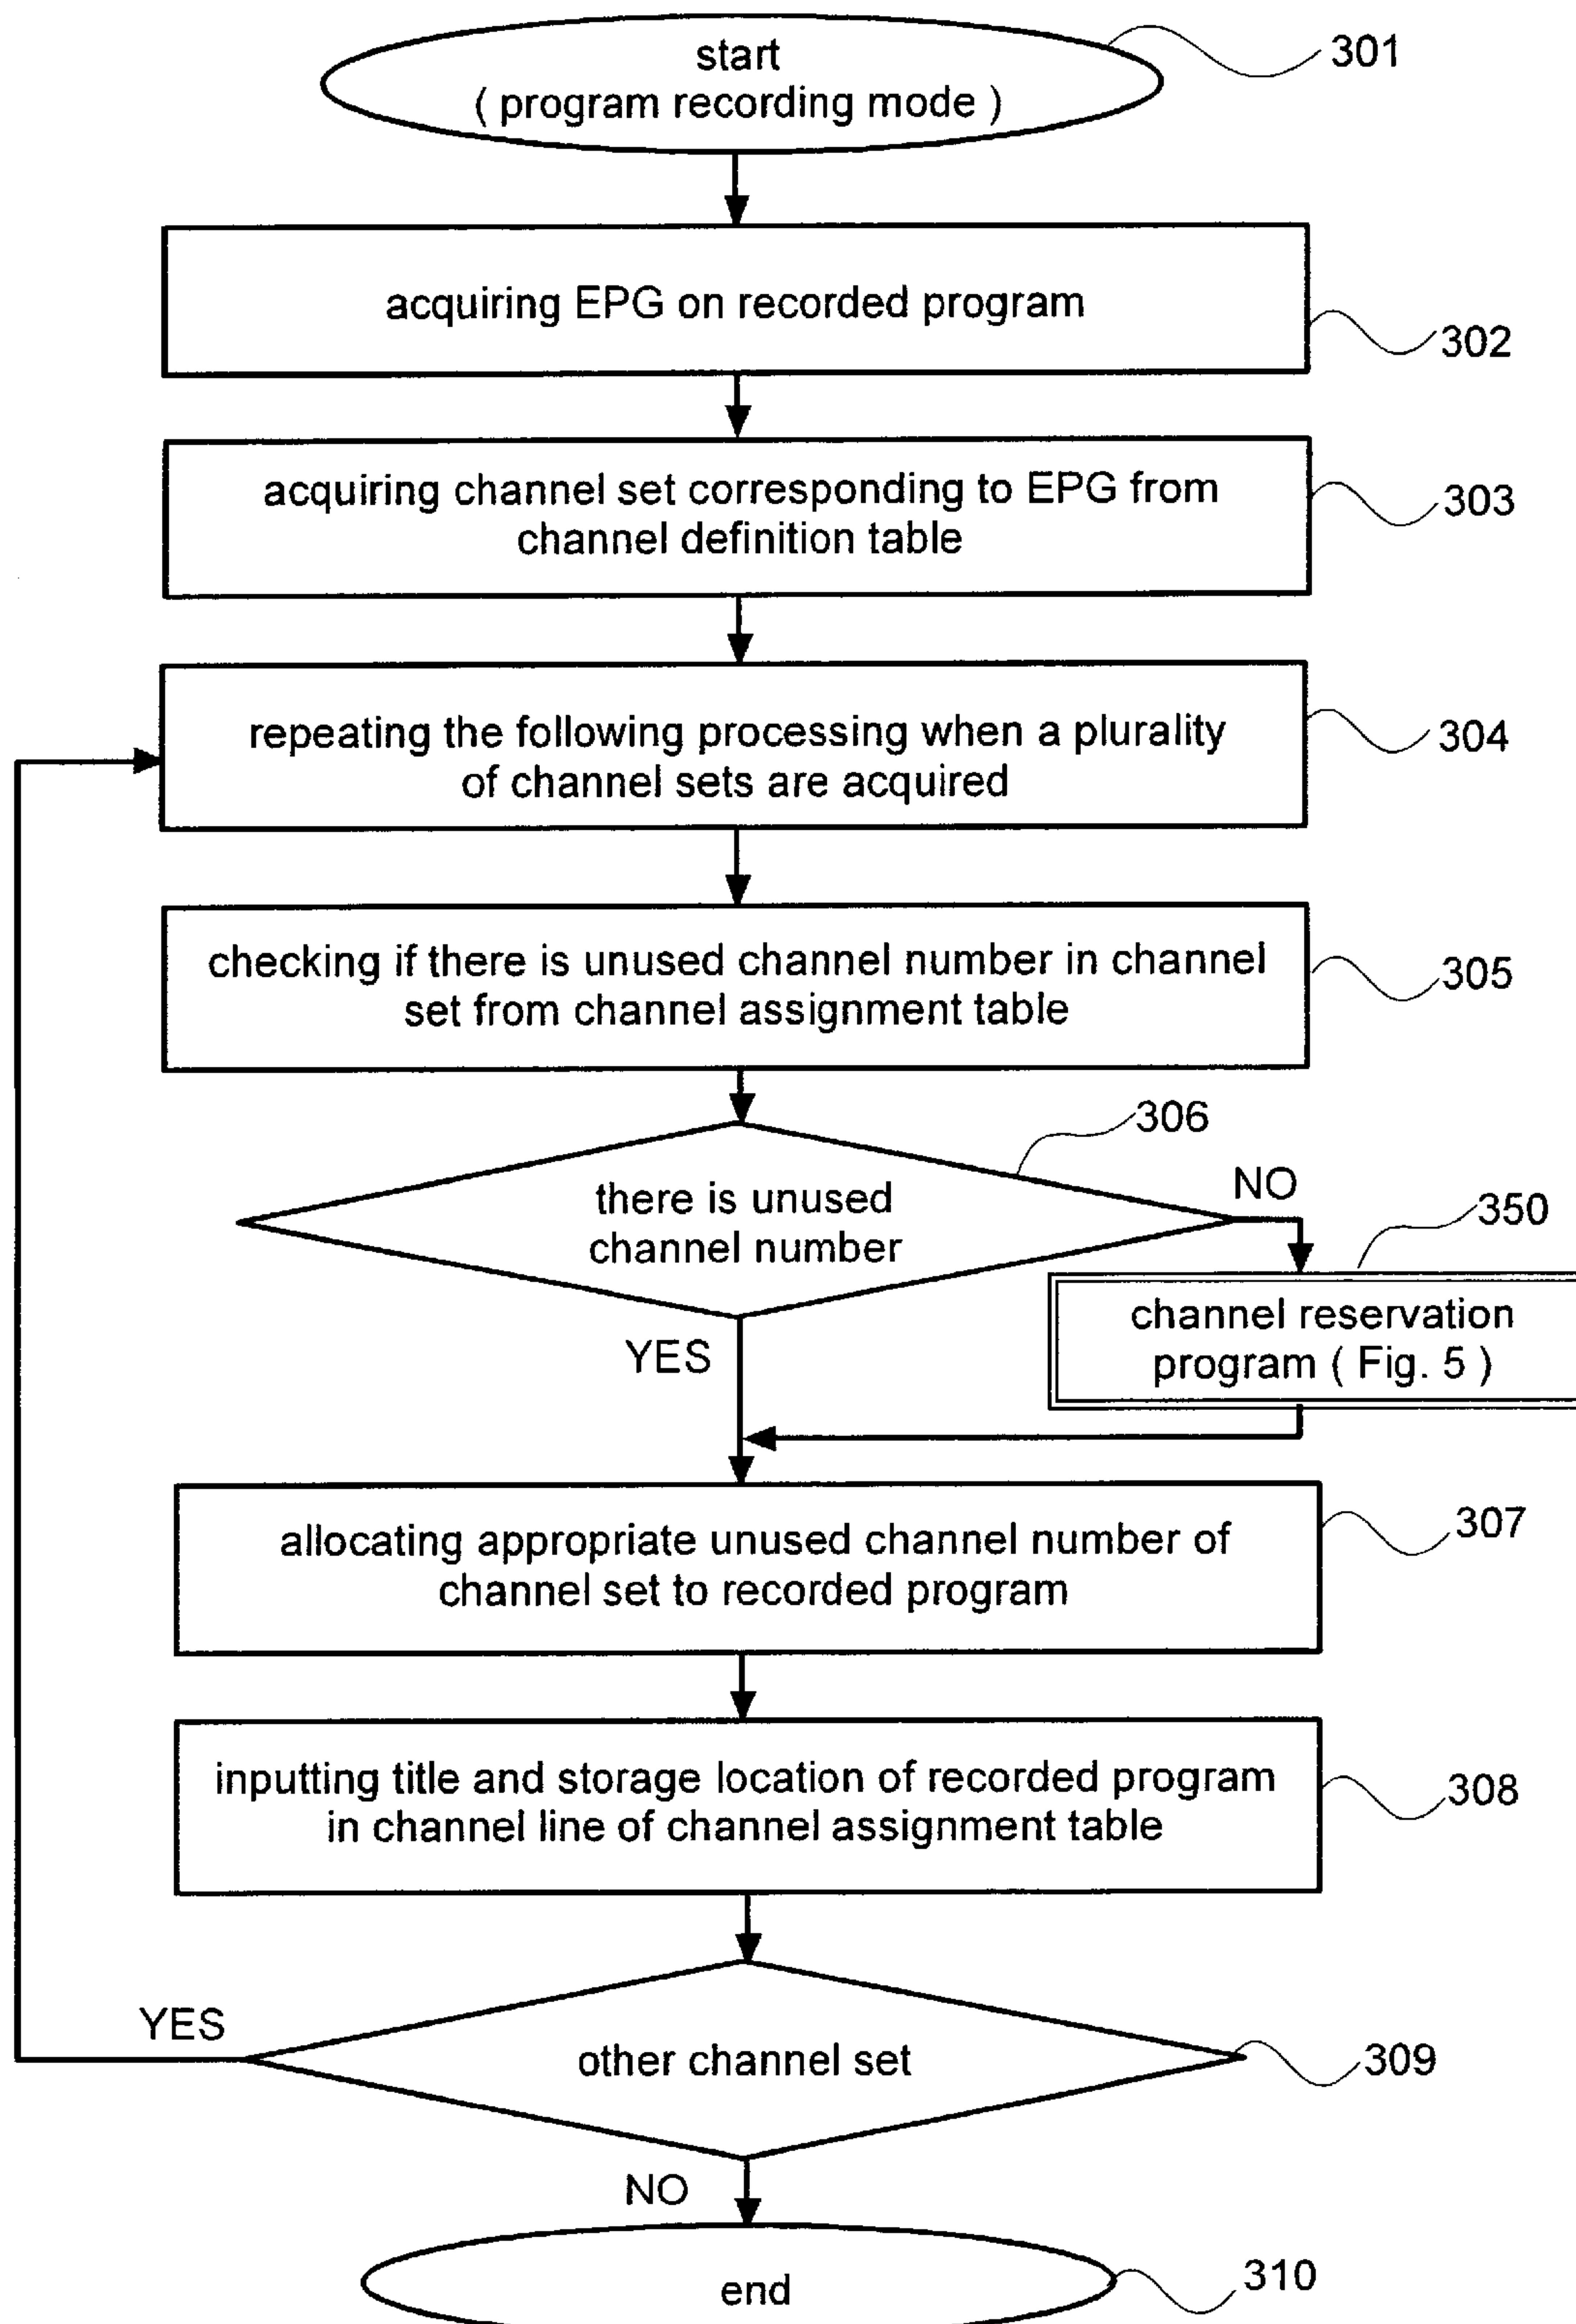 start
( program recording mode )
301
acquiring EPG on recorded program
302
acquiring channel set corresponding to EPG from
channel definition table
303
repeating the following processing when a plurality
of channel sets are acquired
304
checking if there is unused channel number in channel
set from channel assignment table
305
306
there is unused
channel number
NO
350
channel reservation
program ( Fig. 5 )
YES
allocating appropriate unused channel number of
channel set to recorded program
307
inputting title and storage location of recorded program
in channel line of channel assignment table
308
YES
other channel set
309
NO
end
310